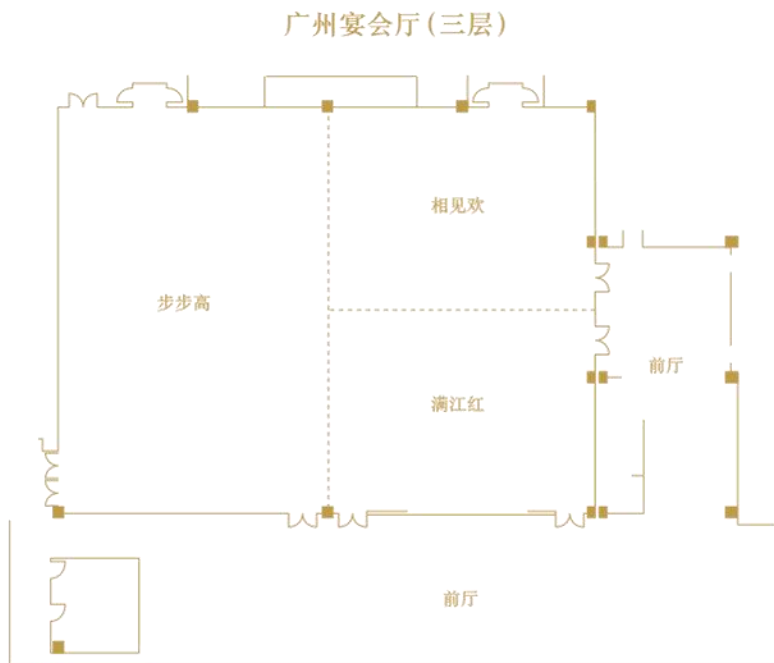 广州宴会厅(三层)
相见欢
步步高
前厅
满江红
前厅